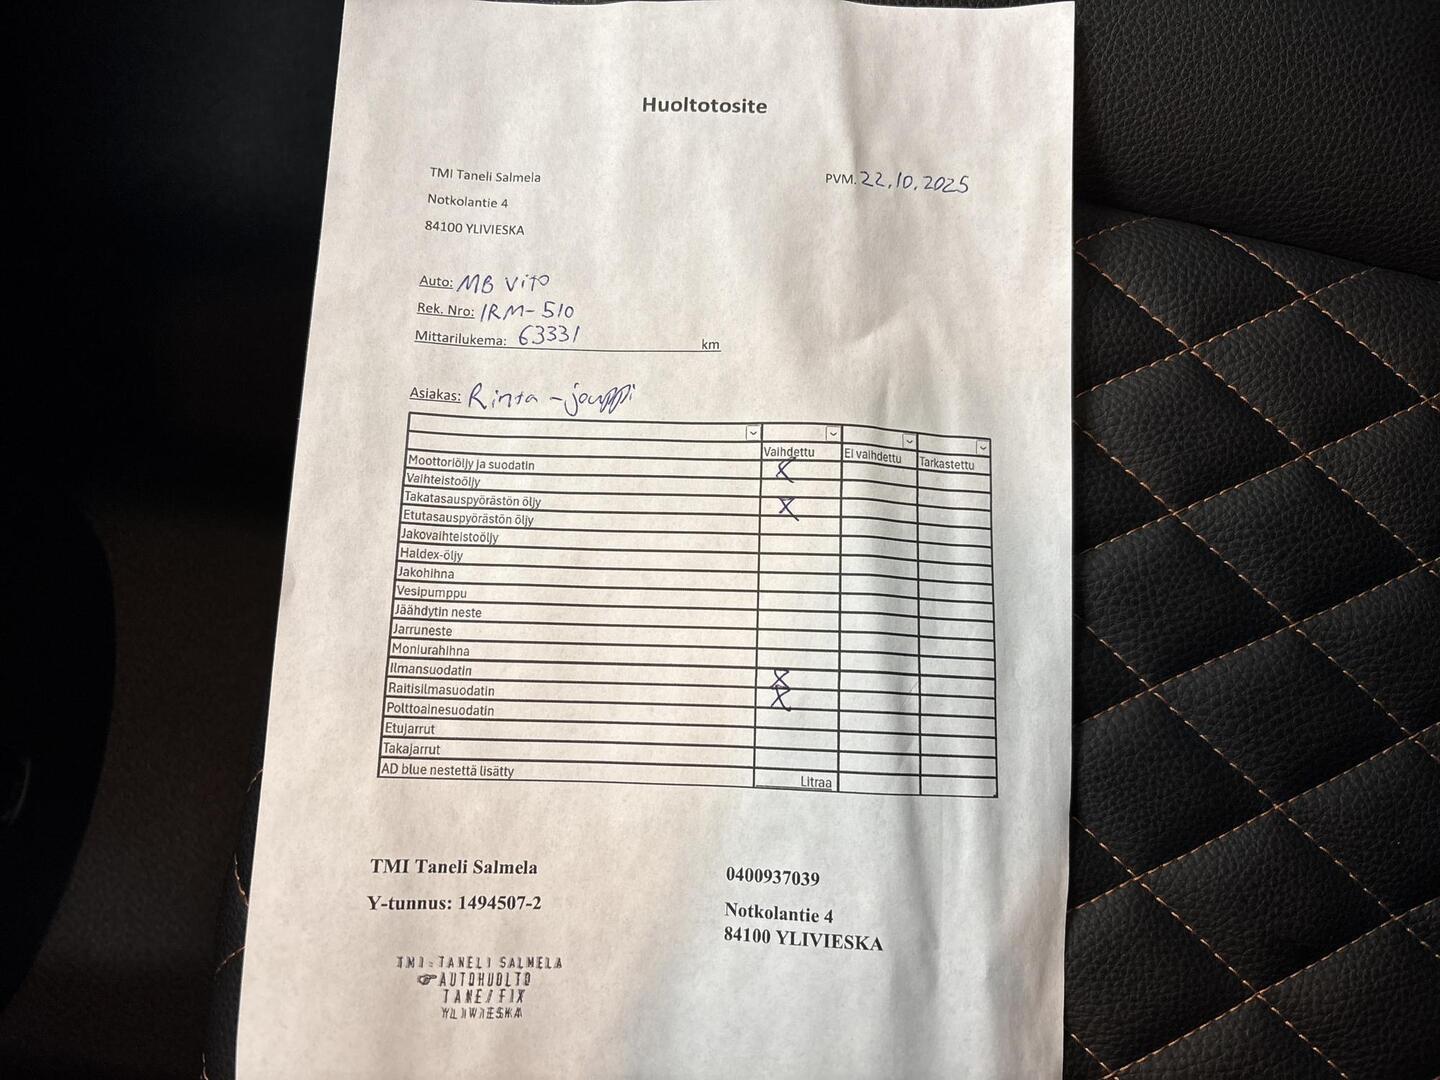 Huoltotosite
TMI Taneli Salmela
PVM. 22.10.2025
Notkolantie 4
84100 YLIVIESKA
Auto: MB Vito
Rek. Nro: IRM-510
Mittarilukema: 63331 km
Asiakas: Rinta-jouppi
Vaihdettu Ei vaihdettu Tarkastettu
Moottoriöljy ja suodatin X
Vaihteistoöljy
Takatasauspyörästön öljy X
Etutasauspyörästön öljy
Jakovaihteistoöljy
Haldex-öljy
Jakohihna
Vesipumppu
Jäähdytin neste
Jarruneste
Moniurahihna
Ilmansuodatin X
Raitisilmasuodatin X
Polttoainesuodatin
Etujarrut
Takajarrut
AD blue nestettä lisätty Litraa
TMI Taneli Salmela
0400937039
Y-tunnus: 1494507-2
Notkolantie 4
84100 YLIVIESKA
TMI: TANELI SALMELA
AUTOHUOLTO
TANE/FIX
YLIVIESKA